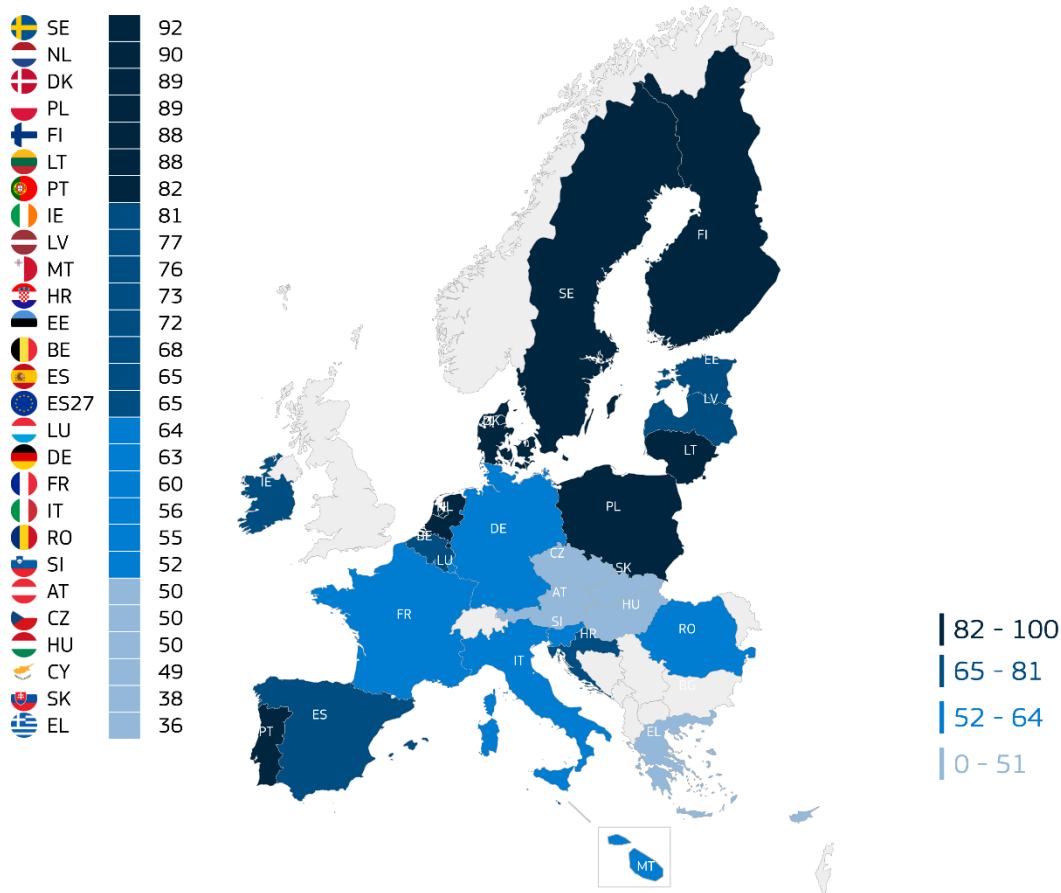 SE 92
NL 90
DK 89
PL 89
FI 88
LT 88
PT 82
IE 81
LV 77
MT 76
HR 73
EE 72
BE 68
ES 65
ES27 65
LU 64
DE 63
FR 60
IT 56
RO 55
SI 52
AT 50
CZ 50
HU 50
CY 49
SK 38
EL 36
FI
SE
EE
LV
DK
LT
IE
NL
PL
DE
BE
CZ
LU
SK
AT
HU
FR
SI
RO
HR
IT
BG
ES
PT
EL
MT
82 - 100
65 - 81
52 - 64
0 - 51